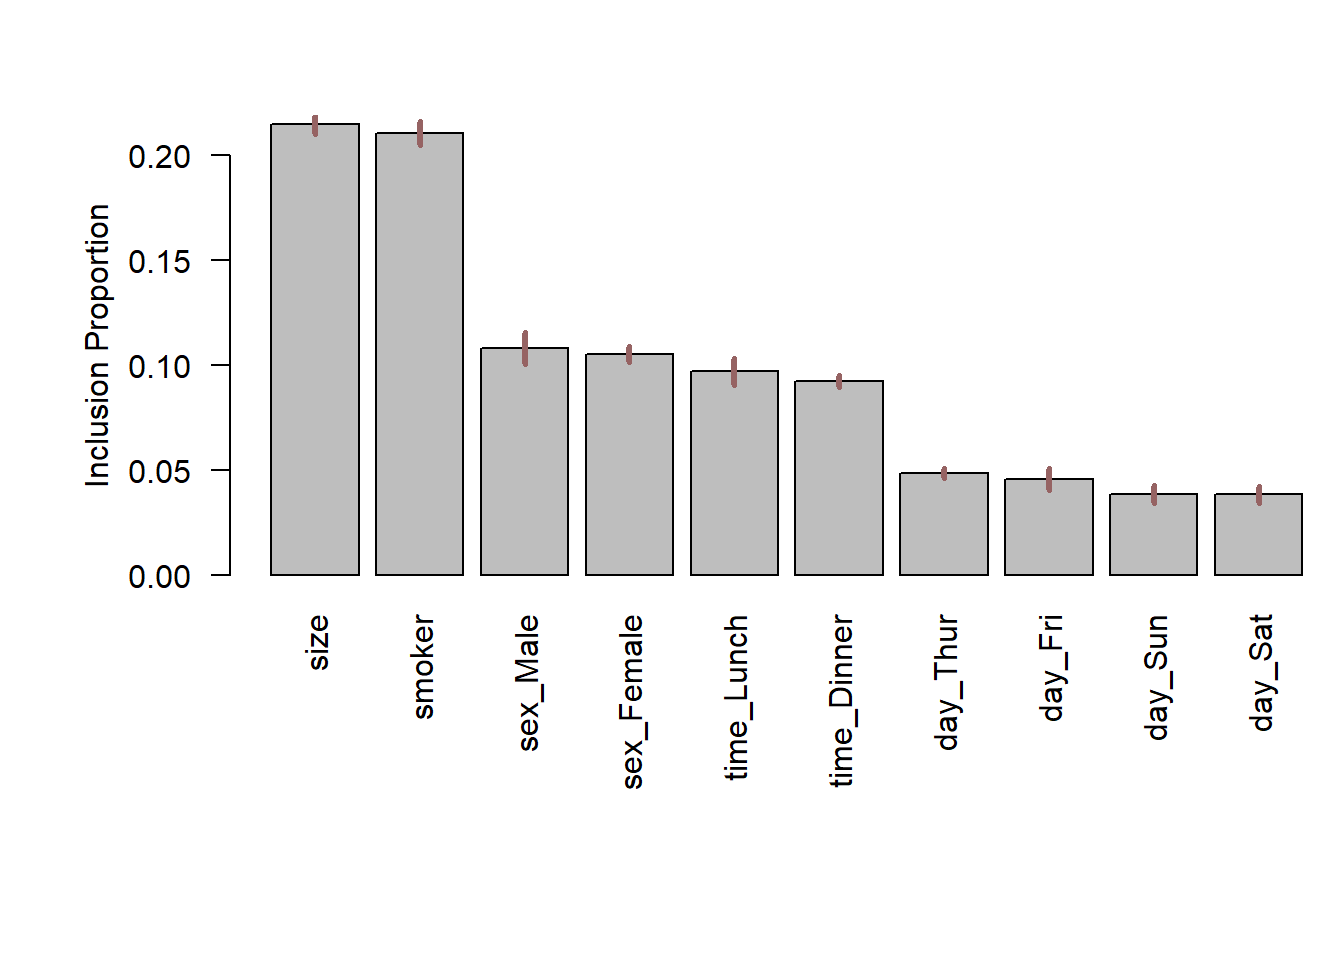 Inclusion Proportion
0.20
0.15
0.10
0.05
0.00
size
smoker
sex_Male
sex_Female
time_Lunch
time_Dinner
day_Thur
day_Fri
day_Sun
day_Sat